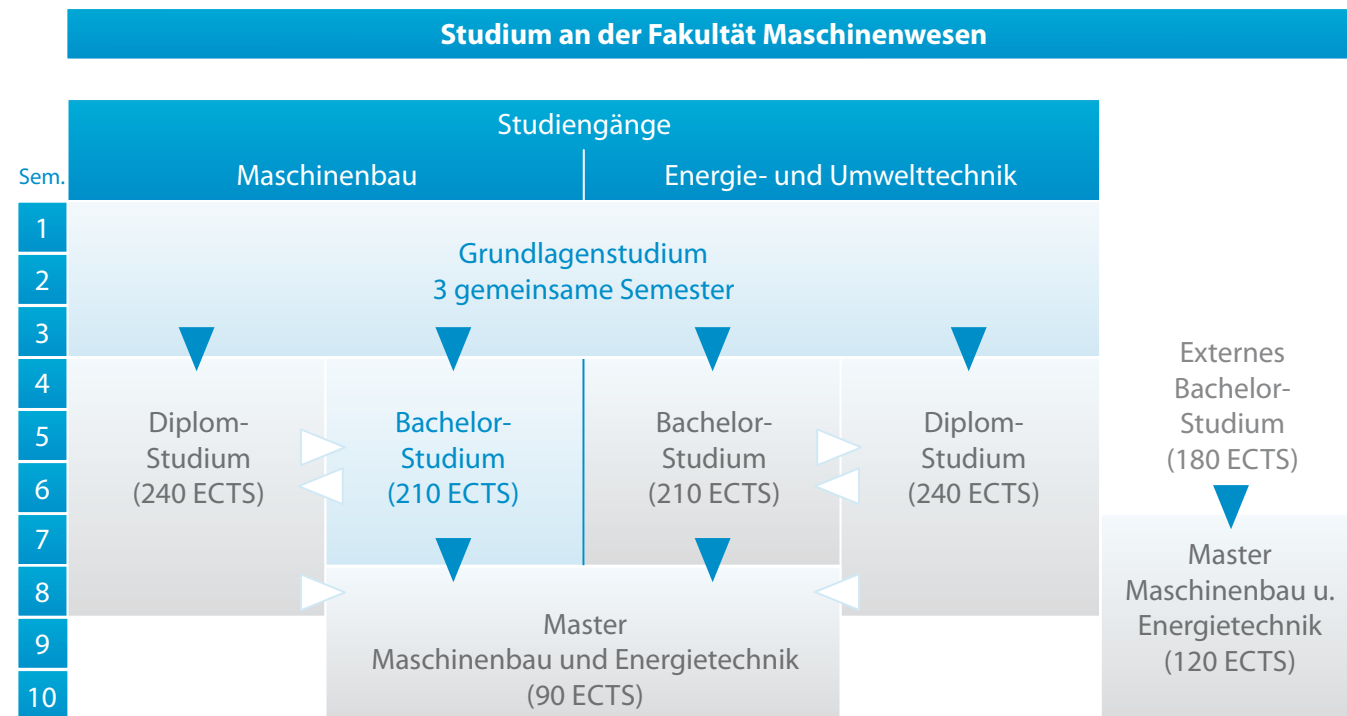 Studium an der Fakultät Maschinenwesen
Studiengänge
Sem.
Maschinenbau
Energie- und Umwelttechnik
1
2
3
4
5
6
7
8
9
10
Grundlagenstudium
3 gemeinsame Semester
Diplom-
Studium
(240 ECTS)
Bachelor-
Studium
(210 ECTS)
Bachelor-
Studium
(210 ECTS)
Diplom-
Studium
(240 ECTS)
Externes
Bachelor-
Studium
(180 ECTS)
Master
Maschinenbau und Energietechnik
(90 ECTS)
Master
Maschinenbau u.
Energietechnik
(120 ECTS)